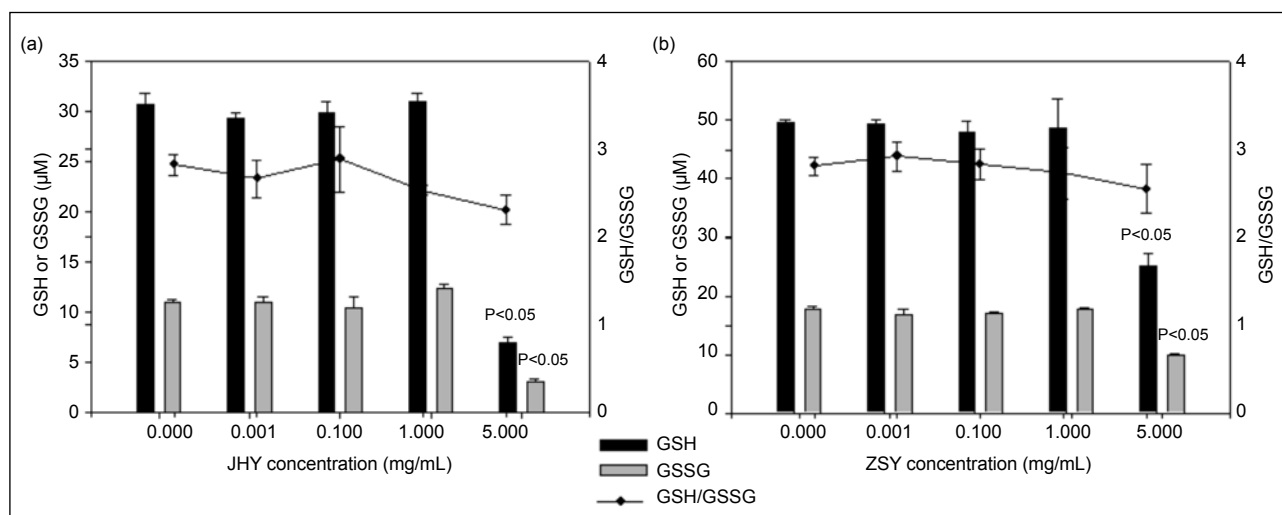 (a)
35
30
25
20
15
10
5
0
GSH or GSSG (µM)
4
3
2
1
0
GSH/GSSG
P<0.05
P<0.05
0.000 0.001 0.100 1.000 5.000
JHY concentration (mg/mL)
(b)
60
50
40
30
20
10
0
GSH or GSSG (µM)
4
3
2
1
0
GSH/GSSG
P<0.05
P<0.05
0.000 0.001 0.100 1.000 5.000
ZSY concentration (mg/mL)
GSH
GSSG
GSH/GSSG